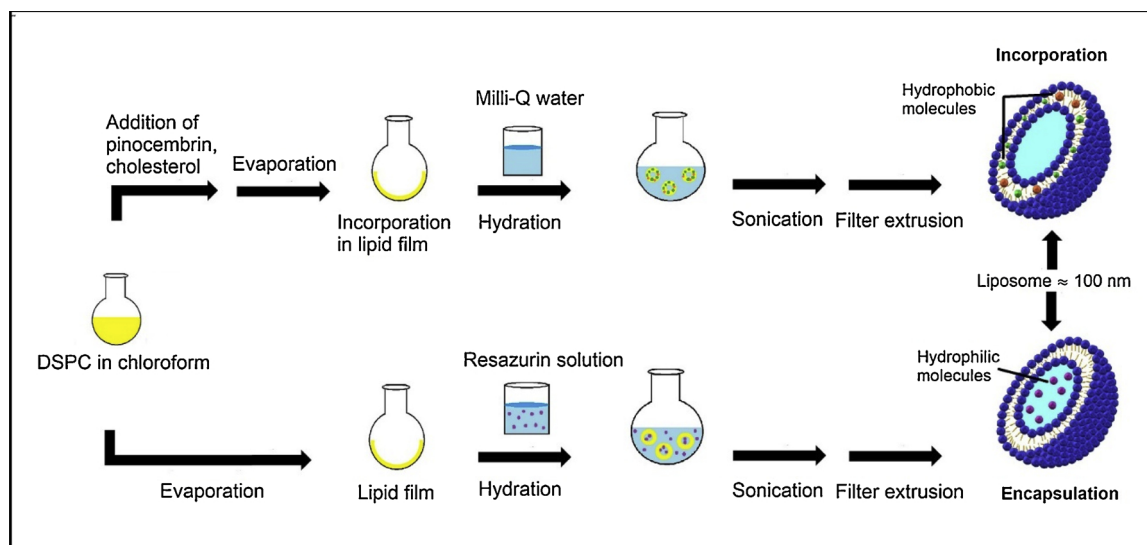 Incorporation
Hydrophobic
molecules
Milli-Q water
Addition of
pinocembrin,
cholesterol
Evaporation
Incorporation
in lipid film
Hydration
Sonication
Filter extrusion
Liposome ≈ 100 nm
DSPC in chloroform
Resazurin solution
Hydrophilic
molecules
Evaporation
Lipid film
Hydration
Sonication
Filter extrusion
Encapsulation